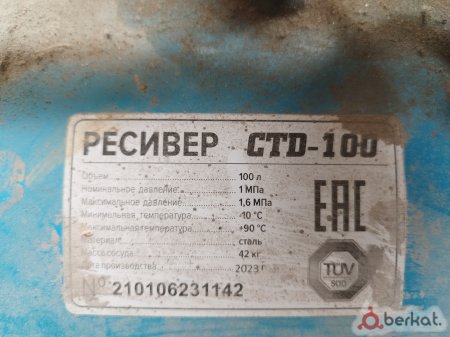 РЕСИВЕР CTD-100
Объем 100 л
Номинальное давление 1 МПа
Максимальное давление 1,6 МПа
Минимальная температура -10 °C
Максимальная температура +90 °C
Материал сталь
Масса сосуда 42 кг
Дата производства 2023 г
№ 210106231142
EAC
TÜV
SÜD
berkat.